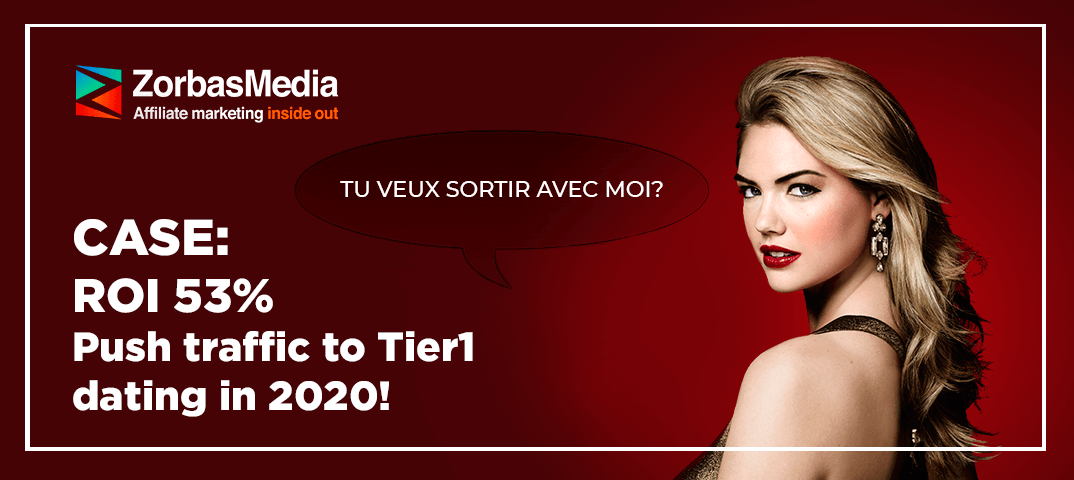 ZorbasMedia
Affiliate marketing inside out
TU VEUX SORTIR AVEC MOI?
CASE:
ROI 53%
Push traffic to Tier1
dating in 2020!